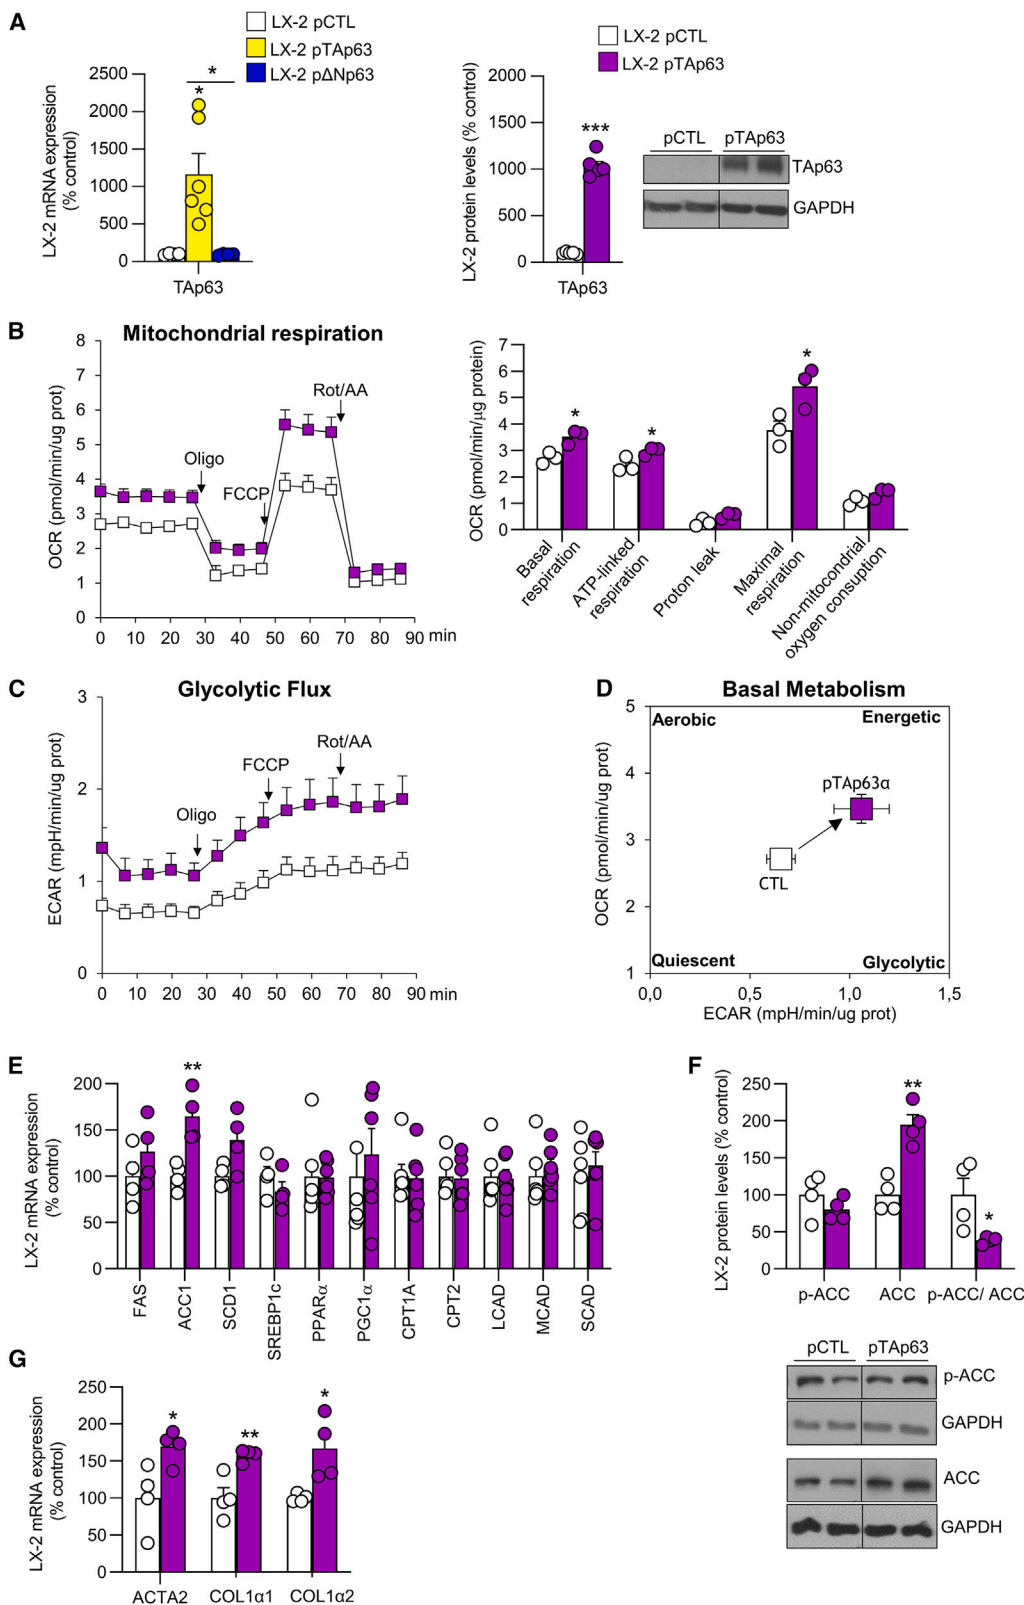 A
LX-2 pCTL
LX-2 pTAp63
LX-2 pΔNp63
LX-2 mRNA expression
(% control)
2500
2000
1500
1000
500
0
*
*
TAp63
LX-2 pCTL
LX-2 pTAp63
LX-2 protein levels (% control)
2000
1500
1000
500
0
***
TAp63
pCTL pTAp63
TAp63
GAPDH
B
Mitochondrial respiration
OCR (pmol/min/ug prot)
8
7
6
5
4
3
2
1
0
Oligo
FCCP
Rot/AA
0 10 20 30 40 50 60 70 80 90 min
OCR (pmol/min/µg protein)
7
6
5
4
3
2
1
0
*
*
*
Basal
respiration
ATP-linked
respiration
Proton leak
Maximal
respiration
Non-mitochondrial
oxygen consuption
C
Glycolytic Flux
ECAR (mpH/min/ug prot)
3
2
1
0
Oligo
FCCP
Rot/AA
0 10 20 30 40 50 60 70 80 90 min
D
Basal Metabolism
OCR (pmol/min/ug prot)
5
4
3
2
1
Aerobic Energetic
pTAp63α
CTL
Quiescent Glycolytic
0,0 0,5 1,0 1,5
ECAR (mpH/min/ug prot)
E
LX-2 mRNA expression
(% control)
200
150
100
50
0
**
FAS
ACC1
SCD1
SREBP1c
PPARα
PGC1α
CPT1A
CPT2
LCAD
MCAD
SCAD
F
LX-2 protein levels (% control)
250
200
150
100
50
0
**
*
p-ACC ACC p-ACC/ ACC
pCTL pTAp63
p-ACC
GAPDH
ACC
GAPDH
G
LX-2 mRNA expression
(% control)
250
200
150
100
50
0
*
**
*
ACTA2 COL1α1 COL1α2